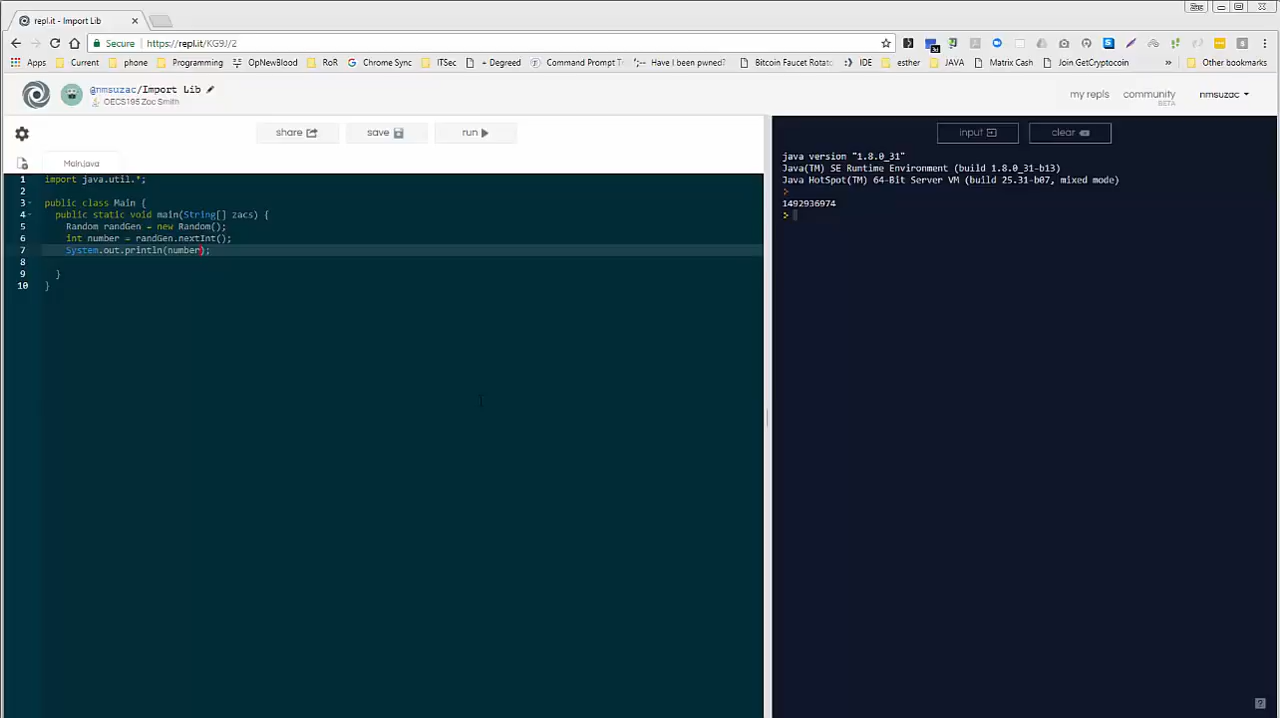 repl.it - Import Lib
Secure https://repl.it/KG9J/2
Apps Current phone Programming OpNewBlood RoR Chrome Sync ITSec + Degreed Command Prompt T Have I been pwned? Bitcoin Faucet Rotato IDE esther JAVA Matrix Cash Join GetCryptocoin » Other bookmarks
@nmsuzac/Import Lib
OECS195 Zoc Smith
my repls community BETA nmsuzac
share save run
input clear
Main.java
1 import java.util.*;
2
3 public class Main {
4 public static void main(String[] zacs) {
5 Random randGen = new Random();
6 int number = randGen.nextInt();
7 System.out.println(number);
8
9 }
10 }
java version "1.8.0_31"
Java(TM) SE Runtime Environment (build 1.8.0_31-b13)
Java HotSpot(TM) 64-Bit Server VM (build 25.31-b07, mixed mode)
>
1492936974
>